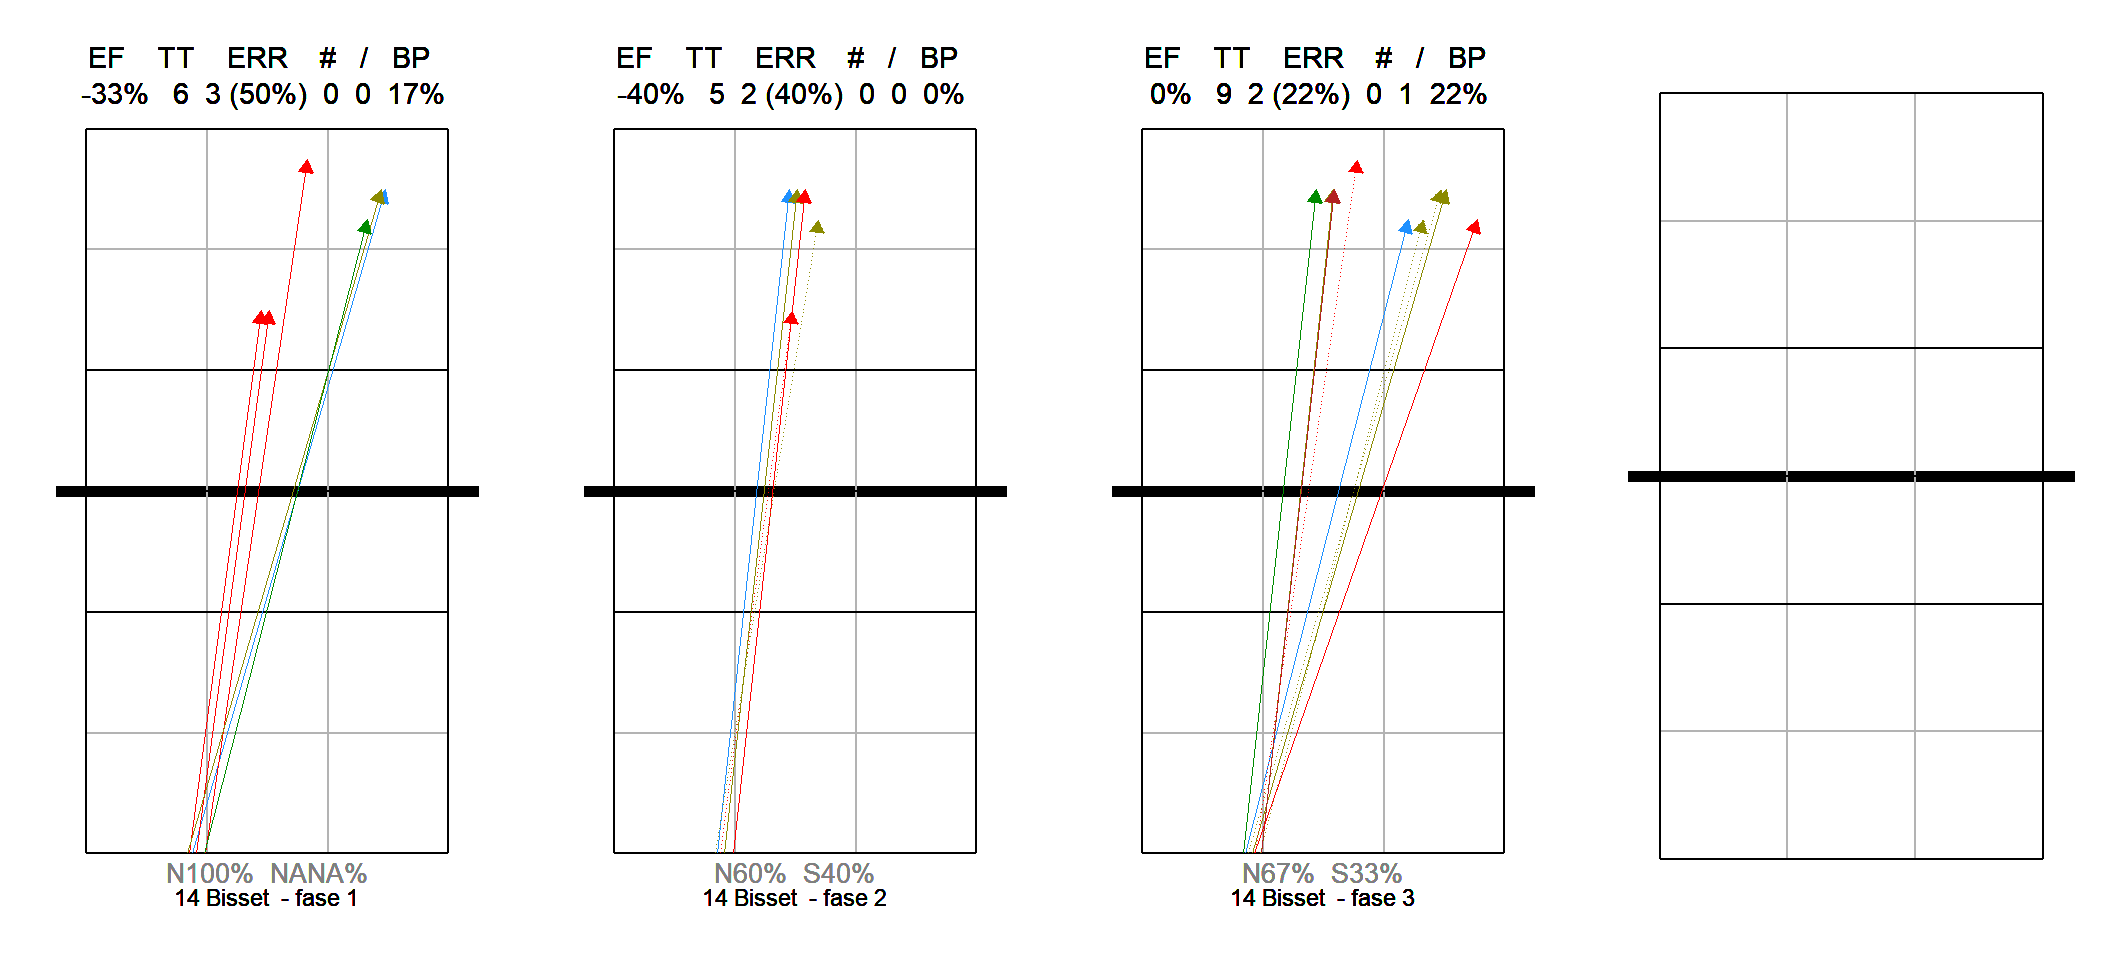 EF TT ERR # / BP
-33% 6 3 (50%) 0 0 17%
N100% NANA%
14 Bisset - fase 1
EF TT ERR # / BP
-40% 5 2 (40%) 0 0 0%
N60% S40%
14 Bisset - fase 2
EF TT ERR # / BP
0% 9 2 (22%) 0 1 22%
N67% S33%
14 Bisset - fase 3